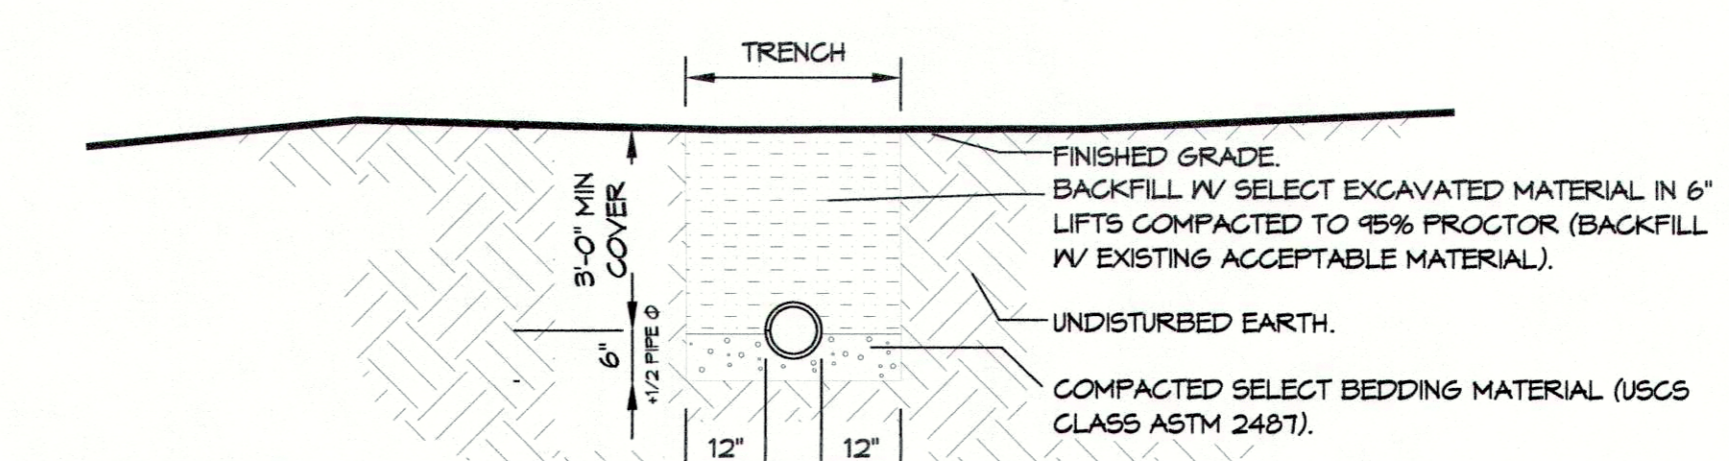 TRENCH
FINISHED GRADE.
BACKFILL W/ SELECT EXCAVATED MATERIAL IN 6"
LIFTS COMPACTED TO 95% PROCTOR (BACKFILL
W/ EXISTING ACCEPTABLE MATERIAL).
3'-0" MIN
COVER
UNDISTURBED EARTH.
6"
+1/2 PIPE Φ
COMPACTED SELECT BEDDING MATERIAL (USCS
CLASS ASTM 2487).
12"
12"